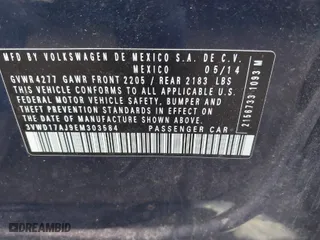 MFD. BY VOLKSWAGEN DE MEXICO S.A. DE C.V.
MEXICO 05/14
GVWR4277 GAWR FRONT 2205 / REAR 2183 LBS
THIS VEHICLE CONFORMS TO ALL APPLICABLE
FEDERAL MOTOR VEHICLE SAFETY, BUMPER AND
THEFT PREVENTION STANDARDS IN EFFECT ON
THE DATE OF MANUFACTURE SHOWN ABOVE.
3VWD17AJ9EM303584 PASSENGER CAR
2156733 1093 M
DREAMBID